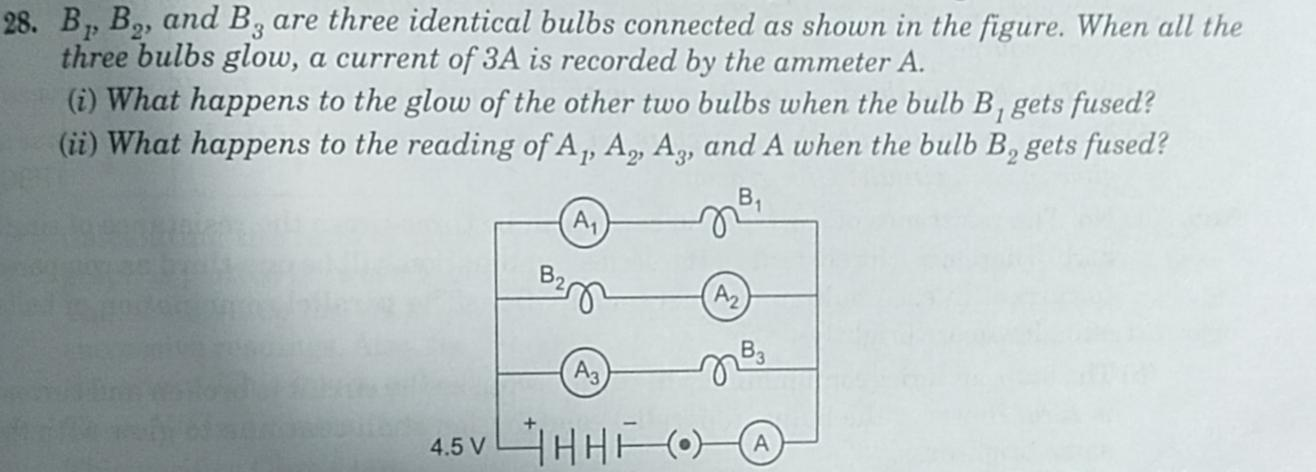 28. B₁, B₂, and B₃ are three identical bulbs connected as shown in the figure. When all the
three bulbs glow, a current of 3A is recorded by the ammeter A.
(i) What happens to the glow of the other two bulbs when the bulb B₁ gets fused?
(ii) What happens to the reading of A₁, A₂, A₃, and A when the bulb B₂ gets fused?
A₁ B₁
B₂ A₂
A₃ B₃
4.5 V + − A